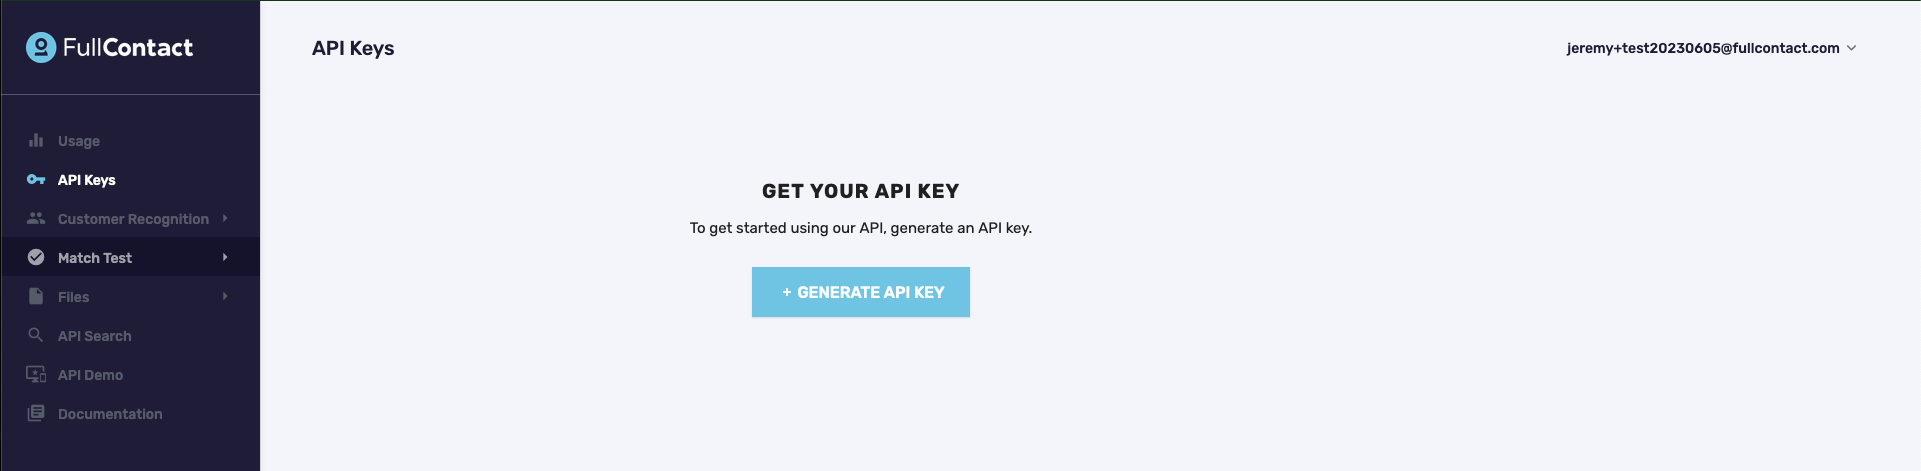 FullContact
API Keys
jeremy+test20230605@fullcontact.com
Usage
API Keys
Customer Recognition
Match Test
Files
API Search
API Demo
Documentation
GET YOUR API KEY
To get started using our API, generate an API key.
+ GENERATE API KEY